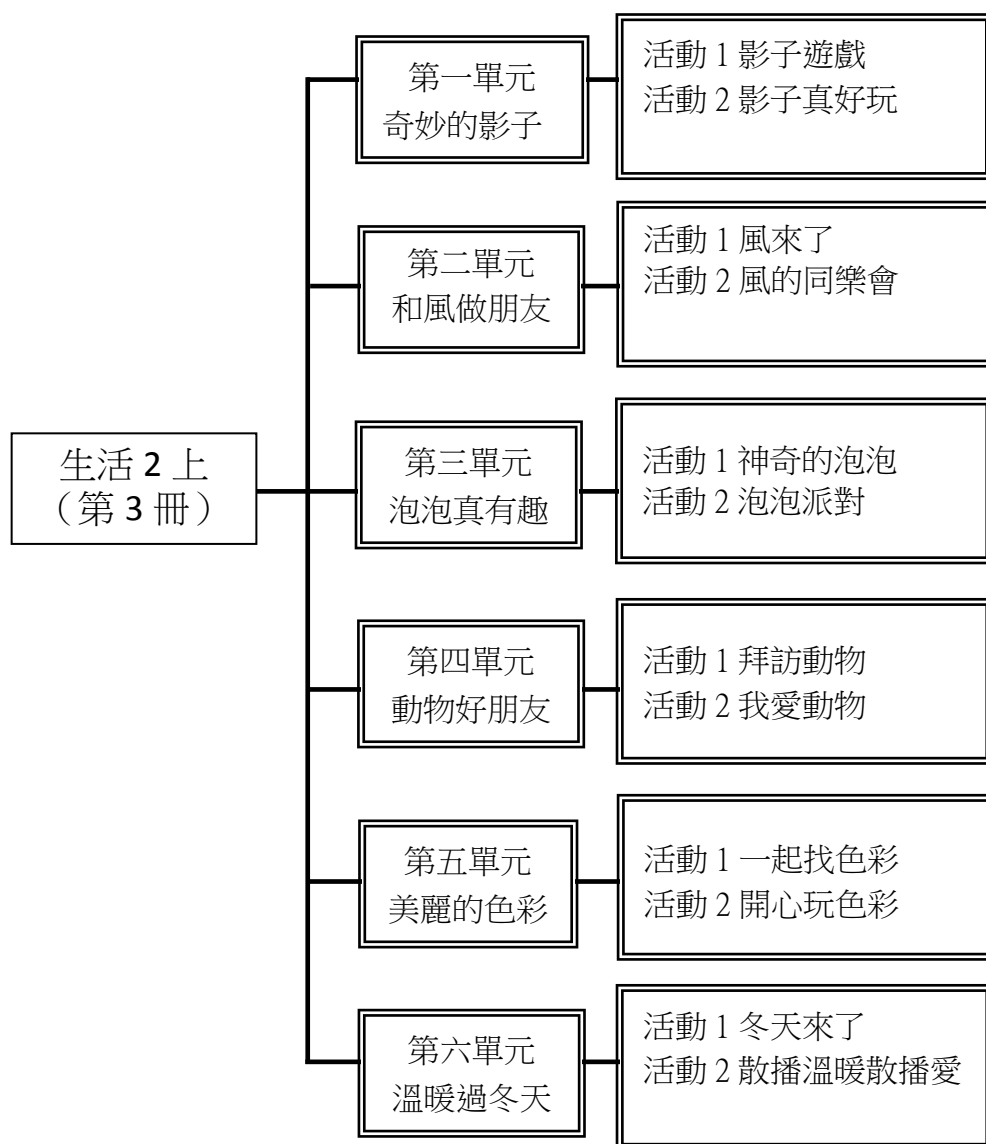 第一單元
奇妙的影子
活動 1 影子遊戲
活動 2 影子真好玩
第二單元
和風做朋友
活動 1 風來了
活動 2 風的同樂會
生活 2 上
（第 3 冊）
第三單元
泡泡真有趣
活動 1 神奇的泡泡
活動 2 泡泡派對
第四單元
動物好朋友
活動 1 拜訪動物
活動 2 我愛動物
第五單元
美麗的色彩
活動 1 一起找色彩
活動 2 開心玩色彩
第六單元
溫暖過冬天
活動 1 冬天來了
活動 2 散播溫暖散播愛